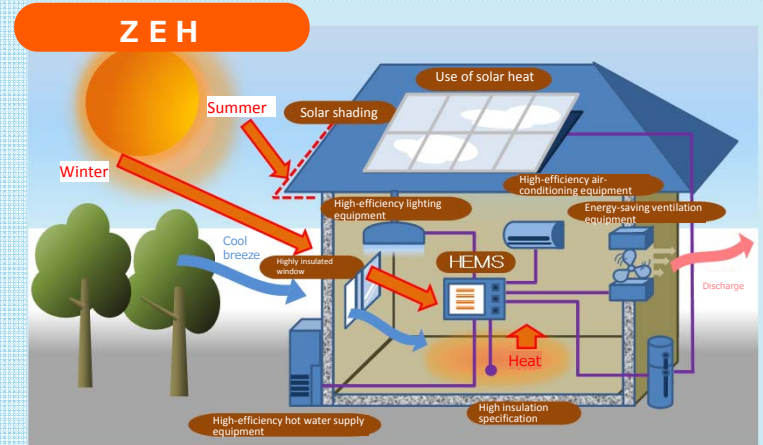 ZEH
Use of solar heat
Summer
Solar shading
Winter
High-efficiency air-
conditioning equipment
High-efficiency lighting
equipment
Energy-saving ventilation
equipment
Cool
breeze
Highly insulated
window
HEMS
Discharge
Heat
High insulation
specification
High-efficiency hot water supply
equipment